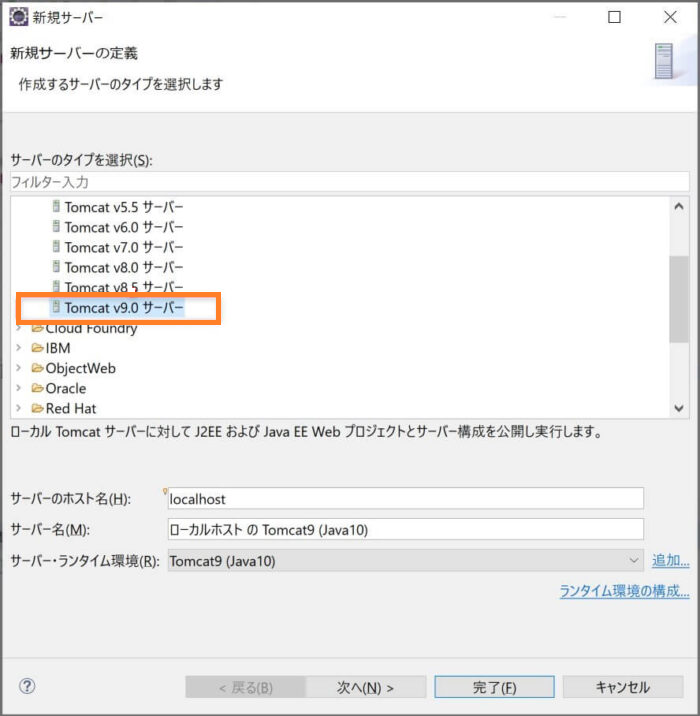 新規サーバー
新規サーバーの定義
作成するサーバーのタイプを選択します
サーバーのタイプを選択(S):
フィルター入力
Tomcat v5.5 サーバー
Tomcat v6.0 サーバー
Tomcat v7.0 サーバー
Tomcat v8.0 サーバー
Tomcat v8.5 サーバー
Tomcat v9.0 サーバー
Cloud Foundry
IBM
ObjectWeb
Oracle
Red Hat
ローカル Tomcat サーバーに対して J2EE および Java EE Web プロジェクトとサーバー構成を公開し実行します。
サーバーのホスト名(H): localhost
サーバー名(M): ローカルホスト の Tomcat9 (Java10)
サーバー・ランタイム環境(R): Tomcat9 (Java10) 追加...
ランタイム環境の構成...
< 戻る(B) 次へ(N) > 完了(F) キャンセル